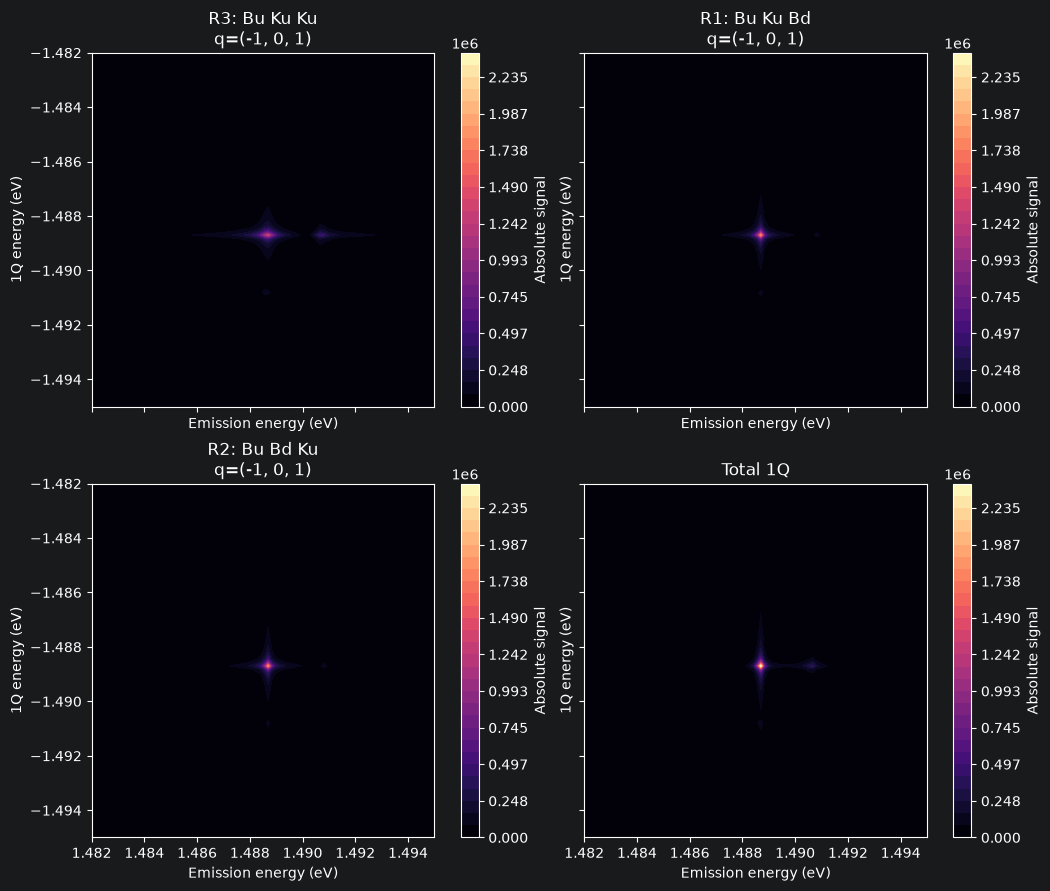 R3: Bu Ku Ku
q=(-1, 0, 1)
1e6
−1.482
−1.484
−1.486
−1.488
−1.490
−1.492
−1.494
1Q energy (eV)
Emission energy (eV)
2.235
1.987
1.738
1.490
1.242
0.993
0.745
0.497
0.248
0.000
Absolute signal
R1: Bu Ku Bd
q=(-1, 0, 1)
1e6
1Q energy (eV)
Emission energy (eV)
2.235
1.987
1.738
1.490
1.242
0.993
0.745
0.497
0.248
0.000
Absolute signal
R2: Bu Bd Ku
q=(-1, 0, 1)
1e6
−1.482
−1.484
−1.486
−1.488
−1.490
−1.492
−1.494
1Q energy (eV)
1.482 1.484 1.486 1.488 1.490 1.492 1.494
Emission energy (eV)
2.235
1.987
1.738
1.490
1.242
0.993
0.745
0.497
0.248
0.000
Absolute signal
Total 1Q
1e6
1Q energy (eV)
1.482 1.484 1.486 1.488 1.490 1.492 1.494
Emission energy (eV)
2.235
1.987
1.738
1.490
1.242
0.993
0.745
0.497
0.248
0.000
Absolute signal